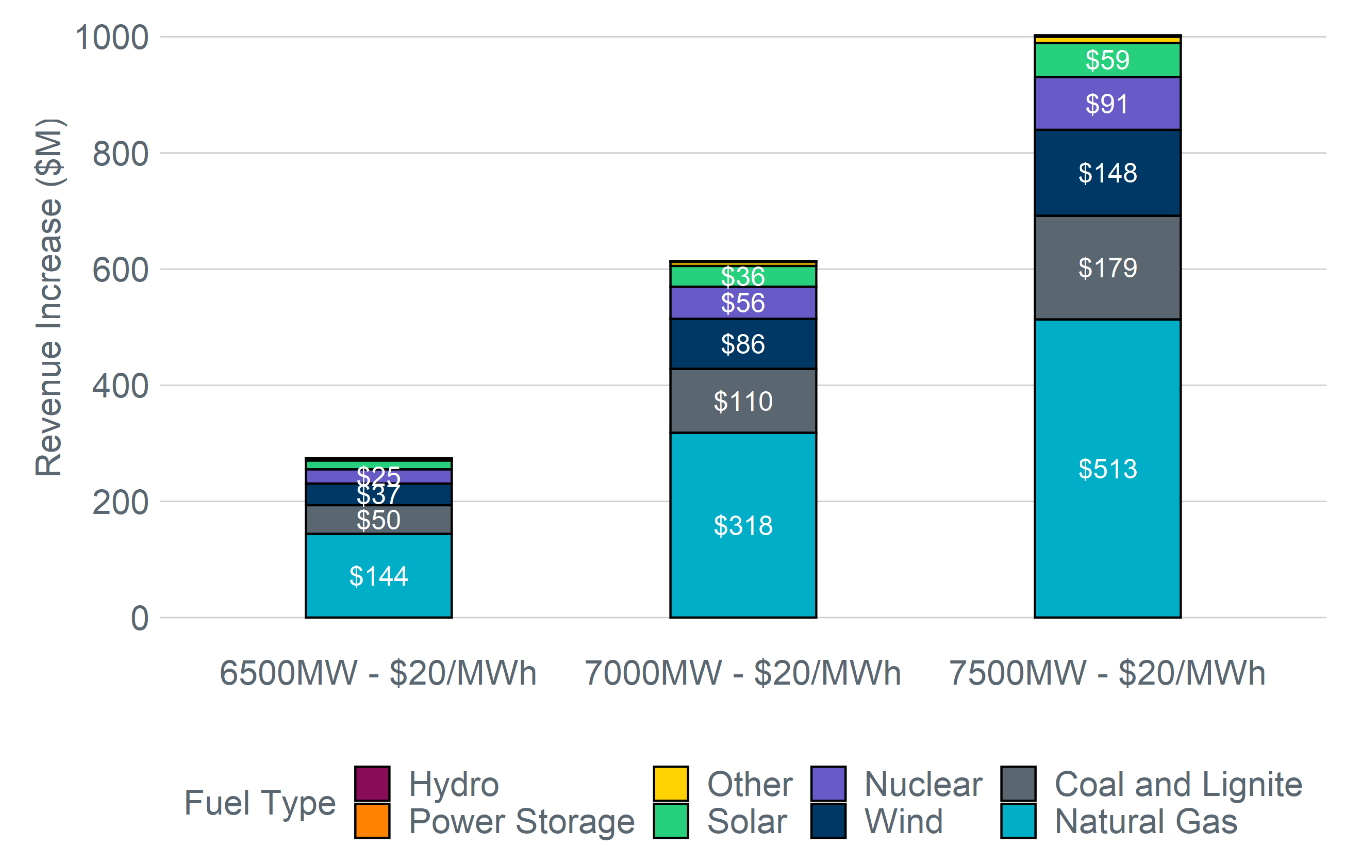 Revenue Increase ($M)
1000
800
600
400
200
0
$25
$37
$50
$144
$36
$56
$86
$110
$318
$59
$91
$148
$179
$513
6500MW - $20/MWh
7000MW - $20/MWh
7500MW - $20/MWh
Fuel Type
Hydro
Power Storage
Other
Solar
Nuclear
Wind
Coal and Lignite
Natural Gas